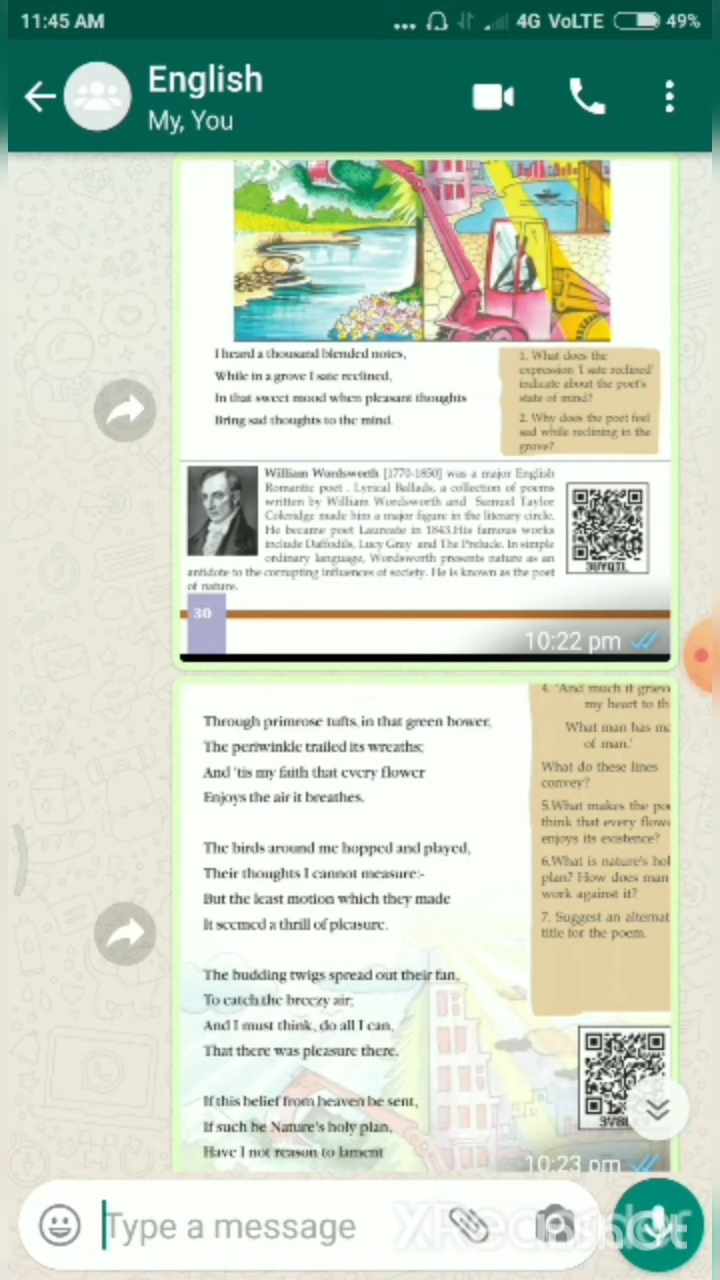 11:45 AM
... 4G VoLTE 49%
English
My, You
I heard a thousand blended notes,
While in a grove I sate reclined,
In that sweet mood when pleasant thoughts
Bring sad thoughts to the mind.
1. What does the
expression 'I sate reclined'
indicate about the poet's
state of mind?
2. Why does the poet feel
sad while reclining in the
grove?
William Wordsworth [1770-1850] was a major English
Romantic poet . Lyrical Ballads, a collection of poems
written by William Wordsworth and Samuel Taylor
Coleridge made him a major figure in the literary circle.
He became poet Laureate in 1843.His famous works
include Daffodils, Lucy Gray and The Prelude. In simple
ordinary language, Wordsworth presents nature as an
antidote to the corrupting influences of society. He is known as the poet
of nature.
3UYQTL
30
10:22 pm
Through primrose tufts, in that green bower,
The periwinkle trailed its wreaths;
And 'tis my faith that every flower
Enjoys the air it breathes.
The birds around me hopped and played,
Their thoughts I cannot measure:-
But the least motion which they made
It seemed a thrill of pleasure.
The budding twigs spread out their fan,
To catch the breezy air;
And I must think, do all I can,
That there was pleasure there.
If this belief from heaven be sent,
If such be Nature's holy plan,
Have I not reason to lament
4. 'And much it griev
my heart to th
What man has ma
of man.'
What do these lines
convey?
5.What makes the po
think that every flow
enjoys its existence?
6.What is nature's hol
plan? How does man
work against it?
7. Suggest an alternat
title for the poem.
10:23 pm
Type a message